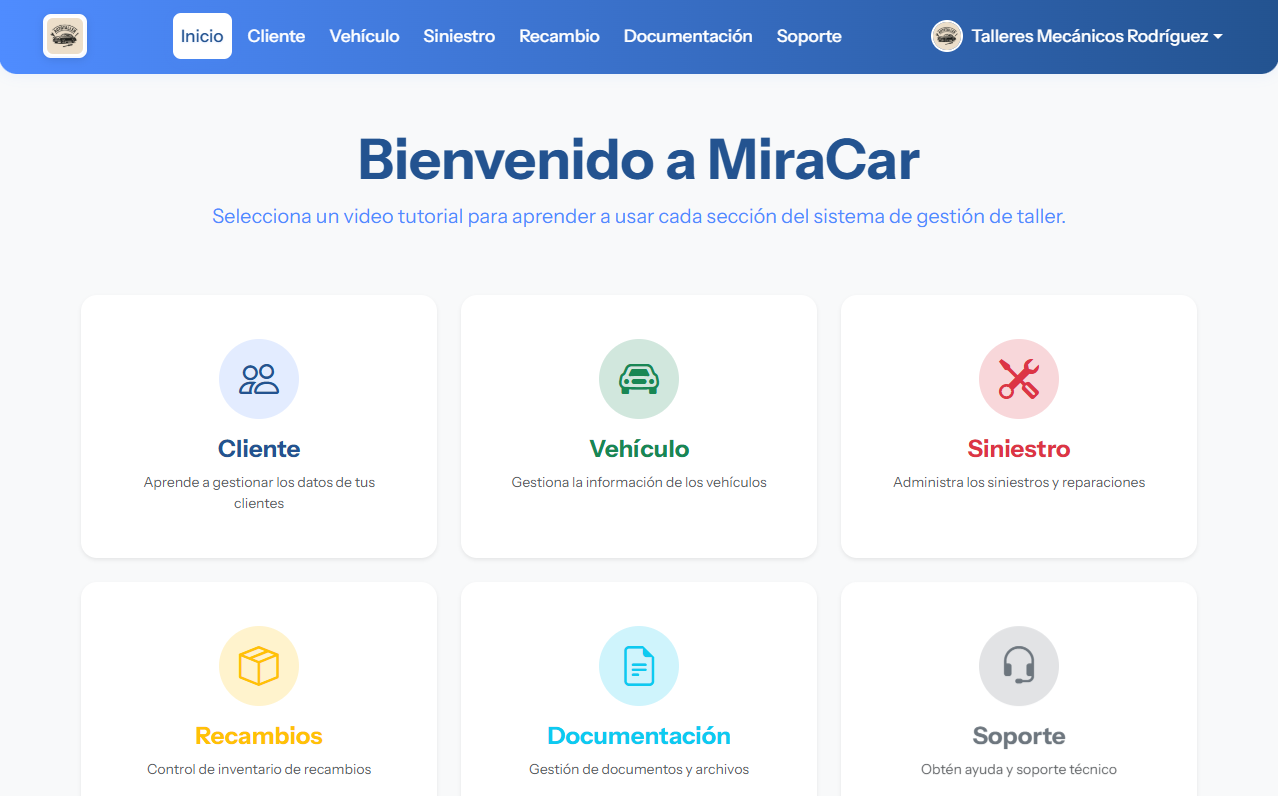 Inicio Cliente Vehículo Siniestro Recambio Documentación Soporte Talleres Mecánicos Rodríguez
Bienvenido a MiraCar
Selecciona un video tutorial para aprender a usar cada sección del sistema de gestión de taller.
Cliente
Aprende a gestionar los datos de tus
clientes
Vehículo
Gestiona la información de los vehículos
Siniestro
Administra los siniestros y reparaciones
Recambios
Control de inventario de recambios
Documentación
Gestión de documentos y archivos
Soporte
Obtén ayuda y soporte técnico